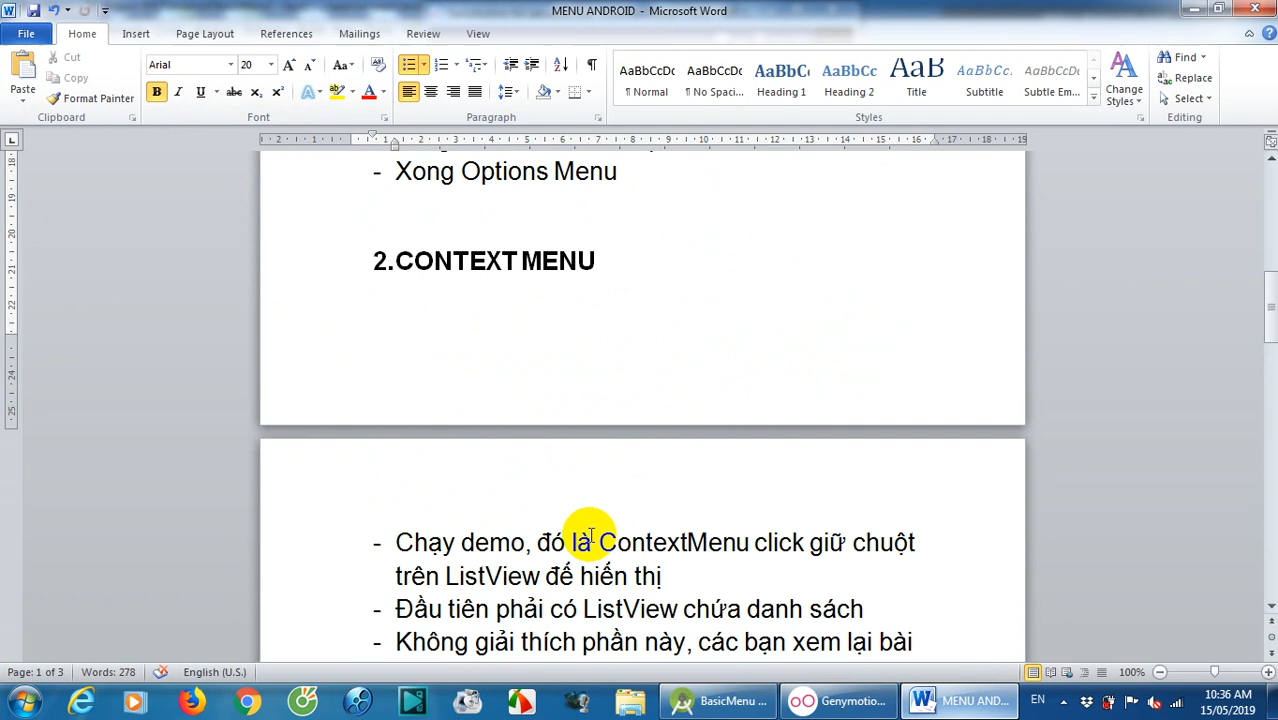 MENU ANDROID - Microsoft Word
File Home Insert Page Layout References Mailings Review View
Cut
Copy
Format Painter
Paste
Arial 20
AaBbCcDc AaBbCcDc AaBbC AaBbCc AaB AaBbCcL AaBbCcDc
¶ Normal ¶ No Spaci... Heading 1 Heading 2 Title Subtitle Subtle Em...
Change Styles
Find
Replace
Select
Clipboard Font Paragraph Styles Editing
- Xong Options Menu
2.CONTEXT MENU
- Chạy demo, đó là ContextMenu click giữ chuột
trên ListView để hiến thị
- Đầu tiên phải có ListView chứa danh sách
- Không giải thích phần này, các bạn xem lại bài
Page: 1 of 3 Words: 278 English (U.S.) 100%
BasicMenu ... Genymotio... MENU AND... EN 10:36 AM
15/05/2019